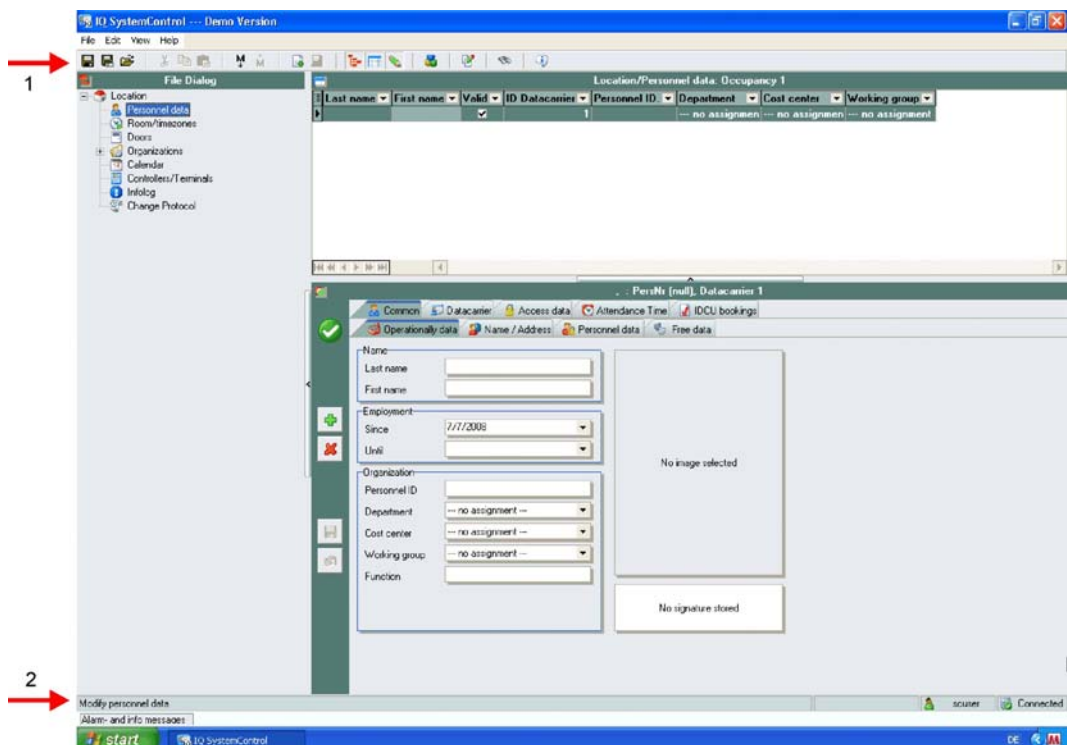 IQ SystemControl --- Demo Version
File Edit View Help
1
File Dialog
Location/Personnel data: Occupancy 1
Location
Personnel data
Room/timezones
Doors
Organizations
Calendar
Controllers/Terminals
Infolog
Change Protocol
Last name First name Valid ID Datacarrier Personnel ID. Department Cost center Working group
1 --- no assignmen --- no assignmen --- no assignment
, : PersNr (null), Datacarrier 1
Common Datacarrier Access data Attendance Time IDCU bookings
Operationally data Name / Address Personnel data Free data
Name
Last name
First name
Employment
Since 7/7/2008
Until
No image selected
Organization
Personnel ID
Department --- no assignment ---
Cost center --- no assignment ---
Working group --- no assignment ---
Function
No signature stored
2
Modify personnel data
scuser Connected
Alarm- and info messages
start IQ SystemControl DE